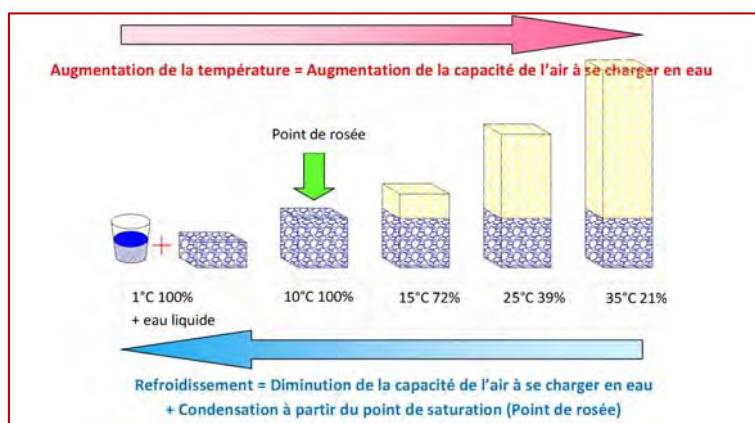 Augmentation de la température = Augmentation de la capacité de l'air à se charger en eau
Point de rosée
1°C 100%
+ eau liquide
10°C 100%
15°C 72%
25°C 39%
35°C 21%
Refroidissement = Diminution de la capacité de l'air à se charger en eau
+ Condensation à partir du point de saturation (Point de rosée)